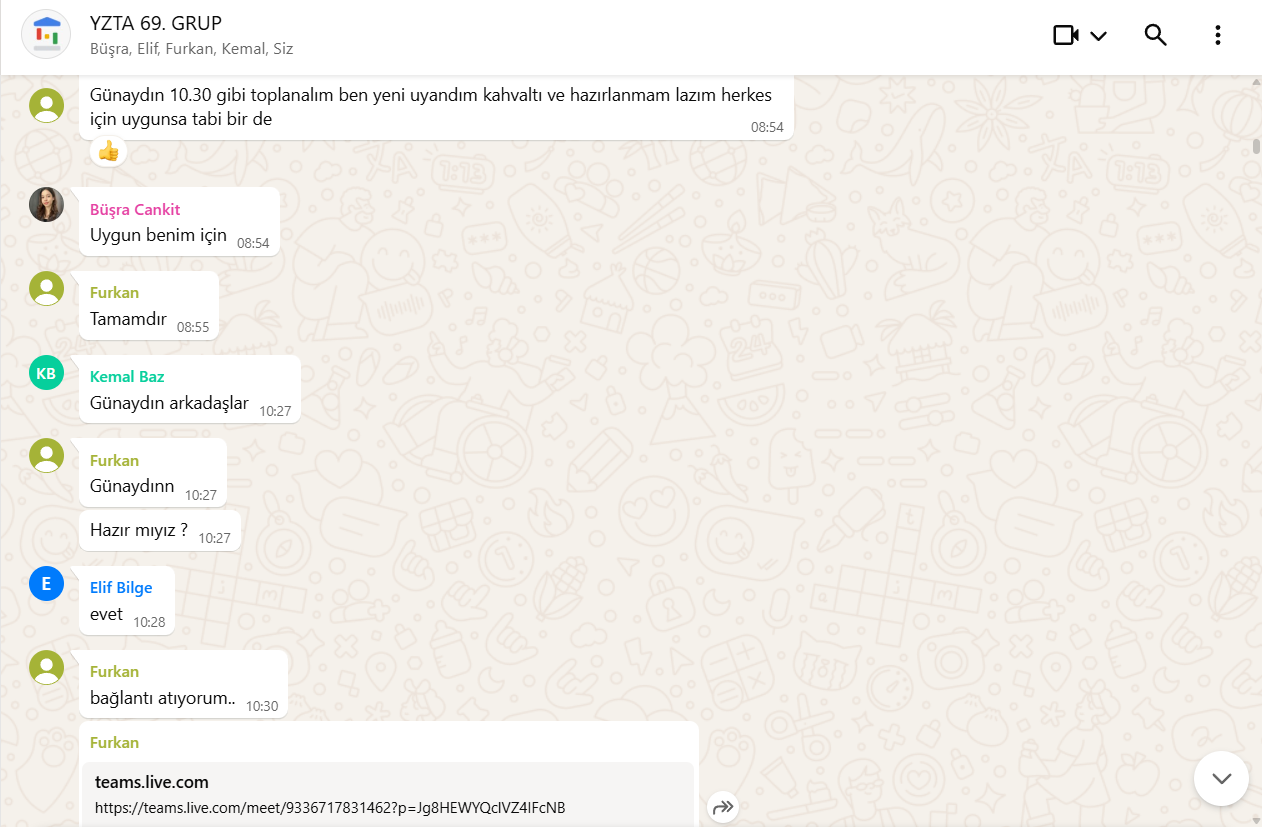 YZTA 69. GRUP
Büşra, Elif, Furkan, Kemal, Siz
Günaydın 10.30 gibi toplanalım ben yeni uyandım kahvaltı ve hazırlanmam lazım herkes
için uygunsa tabi bir de
08:54
Büşra Cankit
Uygun benim için 08:54
Furkan
Tamamdır 08:55
KB
Kemal Baz
Günaydın arkadaşlar 10:27
Furkan
Günaydınn 10:27
Hazır mıyız ? 10:27
E
Elif Bilge
evet 10:28
Furkan
bağlantı atıyorum.. 10:30
Furkan
teams.live.com
https://teams.live.com/meet/9336717831462?p=Jg8HEWYQclVZ4lFcNB